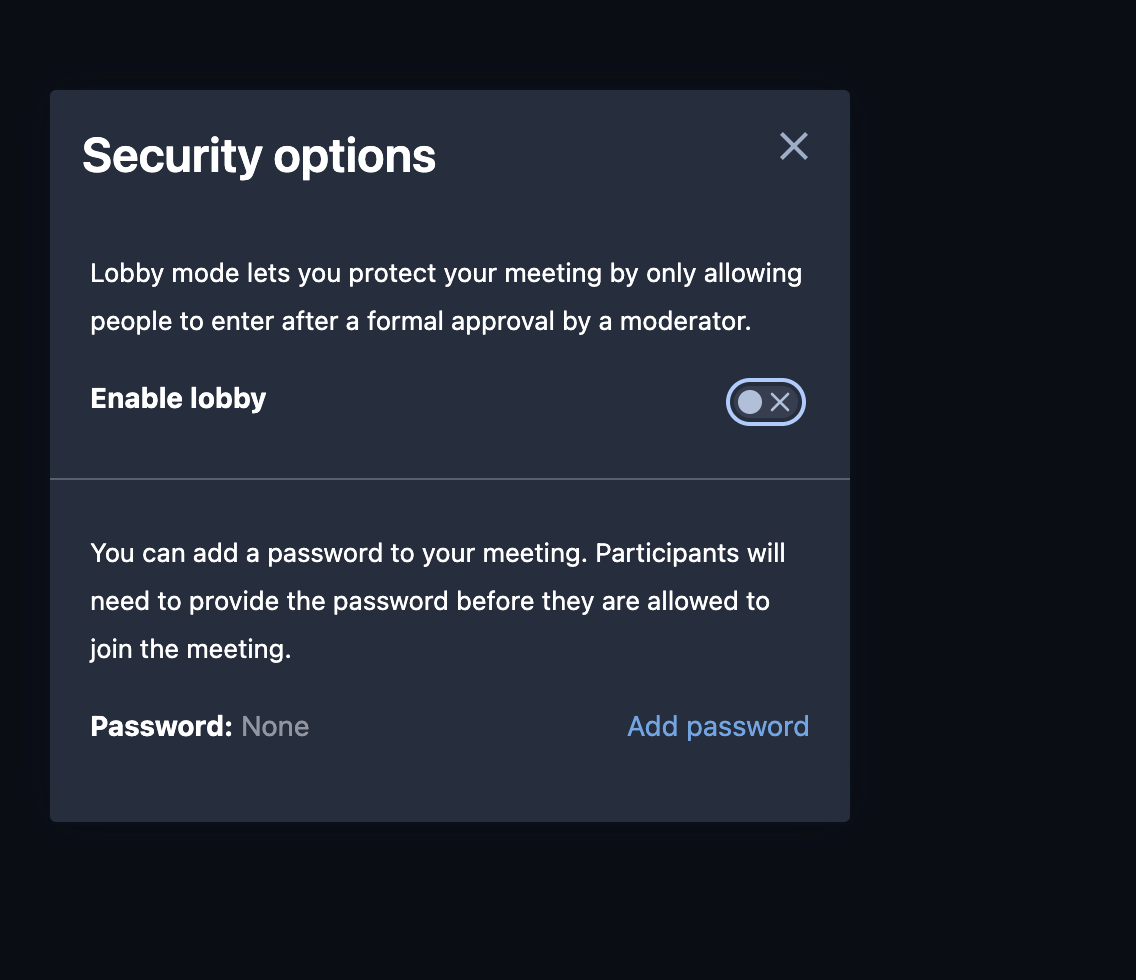 Security options
Lobby mode lets you protect your meeting by only allowing
people to enter after a formal approval by a moderator.
Enable lobby
You can add a password to your meeting. Participants will
need to provide the password before they are allowed to
join the meeting.
Password: None Add password